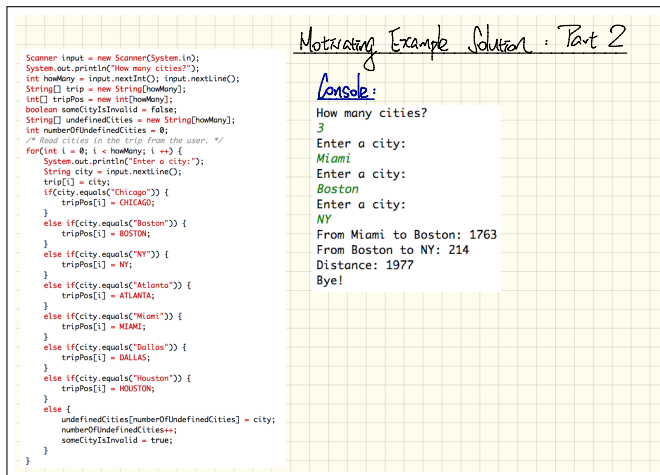 Motivating Example Solution : Part 2
Scanner input = new Scanner(System.in);
System.out.println("How many cities?");
int howMany = input.nextInt(); input.nextLine();
String[] trip = new String[howMany];
int[] tripPos = new int[howMany];
boolean someCityIsInvalid = false;
String[] undefinedCities = new String[howMany];
int numberOfUndefinedCities = 0;
/* Read cities in the trip from the user. */
for(int i = 0; i < howMany; i ++) {
System.out.println("Enter a city:");
String city = input.nextLine();
trip[i] = city;
if(city.equals("Chicago")) {
tripPos[i] = CHICAGO;
}
else if(city.equals("Boston")) {
tripPos[i] = BOSTON;
}
else if(city.equals("NY")) {
tripPos[i] = NY;
}
else if(city.equals("Atlanta")) {
tripPos[i] = ATLANTA;
}
else if(city.equals("Miami")) {
tripPos[i] = MIAMI;
}
else if(city.equals("Dallas")) {
tripPos[i] = DALLAS;
}
else if(city.equals("Houston")) {
tripPos[i] = HOUSTON;
}
else {
undefinedCities[numberOfUndefinedCities] = city;
numberOfUndefinedCities++;
someCityIsInvalid = true;
}
}
Console:
How many cities?
3
Enter a city:
Miami
Enter a city:
Boston
Enter a city:
NY
From Miami to Boston: 1763
From Boston to NY: 214
Distance: 1977
Bye!